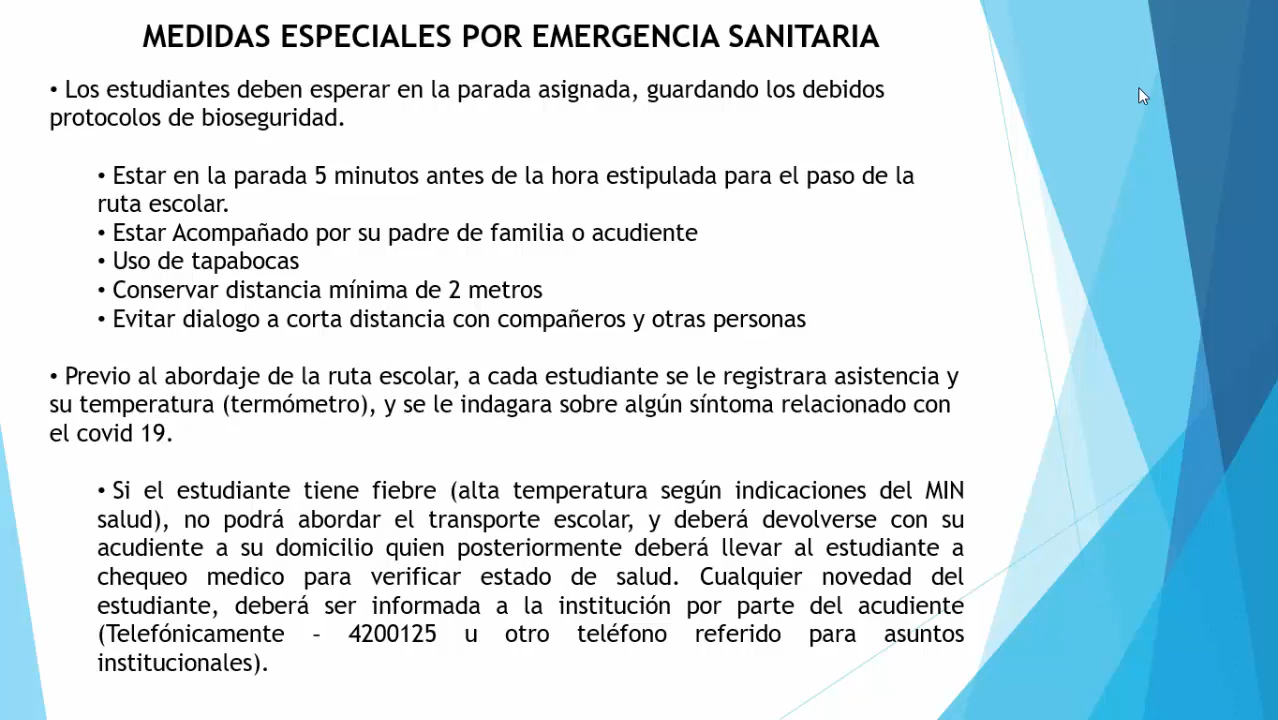 MEDIDAS ESPECIALES POR EMERGENCIA SANITARIA
• Los estudiantes deben esperar en la parada asignada, guardando los debidos
protocolos de bioseguridad.
• Estar en la parada 5 minutos antes de la hora estipulada para el paso de la
ruta escolar.
• Estar Acompañado por su padre de familia o acudiente
• Uso de tapabocas
• Conservar distancia mínima de 2 metros
• Evitar dialogo a corta distancia con compañeros y otras personas
• Previo al abordaje de la ruta escolar, a cada estudiante se le registrara asistencia y
su temperatura (termómetro), y se le indagara sobre algún síntoma relacionado con
el covid 19.
• Si el estudiante tiene fiebre (alta temperatura según indicaciones del MIN
salud), no podrá abordar el transporte escolar, y deberá devolverse con su
acudiente a su domicilio quien posteriormente deberá llevar al estudiante a
chequeo medico para verificar estado de salud. Cualquier novedad del
estudiante, deberá ser informada a la institución por parte del acudiente
(Telefónicamente - 4200125 u otro teléfono referido para asuntos
institucionales).